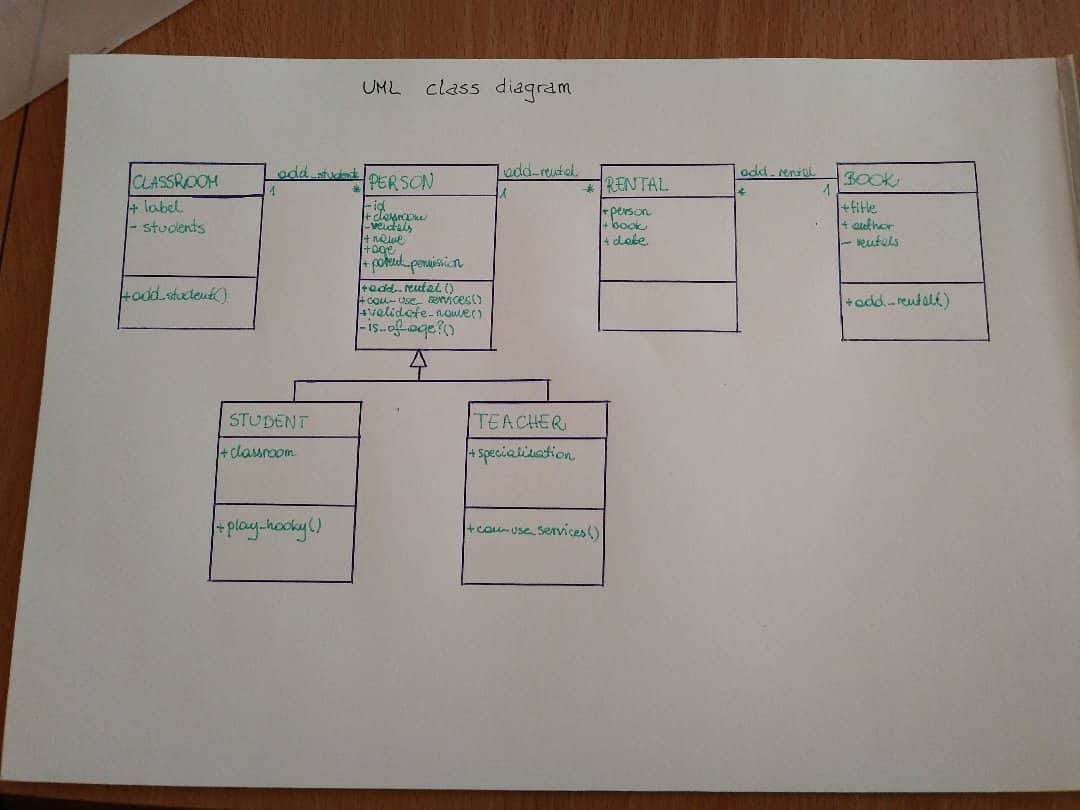 UML class diagram
CLASSROOM
+ label
- students
+add_student()
add_student
1 *
PERSON
-id
+classroom
-rentals
+name
+age
+parent_permission
+add_rental()
+can_use_services()
+validate_name()
-is_of_age?()
add_rental
1 *
RENTAL
+person
+book
+date
add_rental
* 1
BOOK
+title
+author
- rentals
+add_rental()
STUDENT
+classroom
+play_hooky()
TEACHER
+specialisation
+can_use_services()